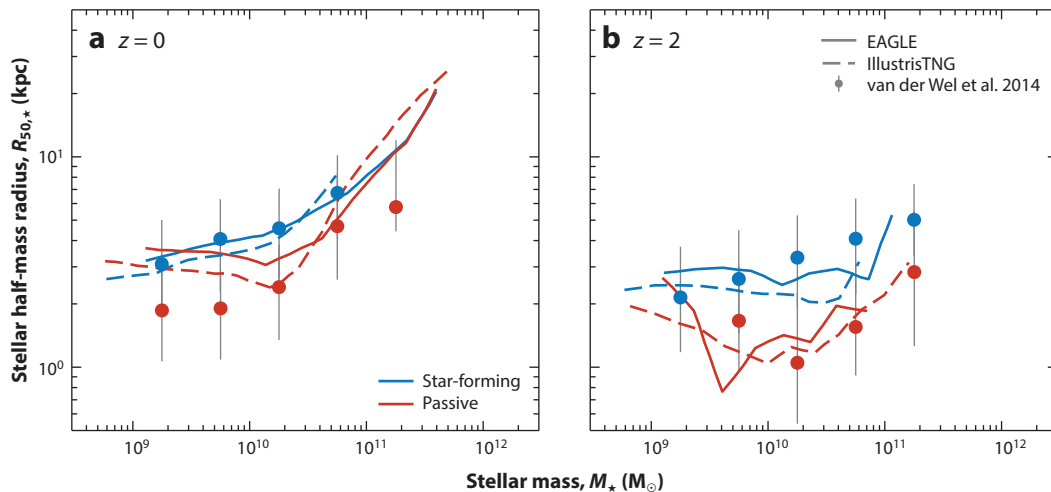 a z = 0
b z = 2
EAGLE
IllustrisTNG
van der Wel et al. 2014
Stellar half-mass radius, R₅₀,⋆ (kpc)
10¹
10⁰
Star-forming
Passive
10⁹ 10¹⁰ 10¹¹ 10¹²
10⁹ 10¹⁰ 10¹¹ 10¹²
Stellar mass, M⋆ (M☉)